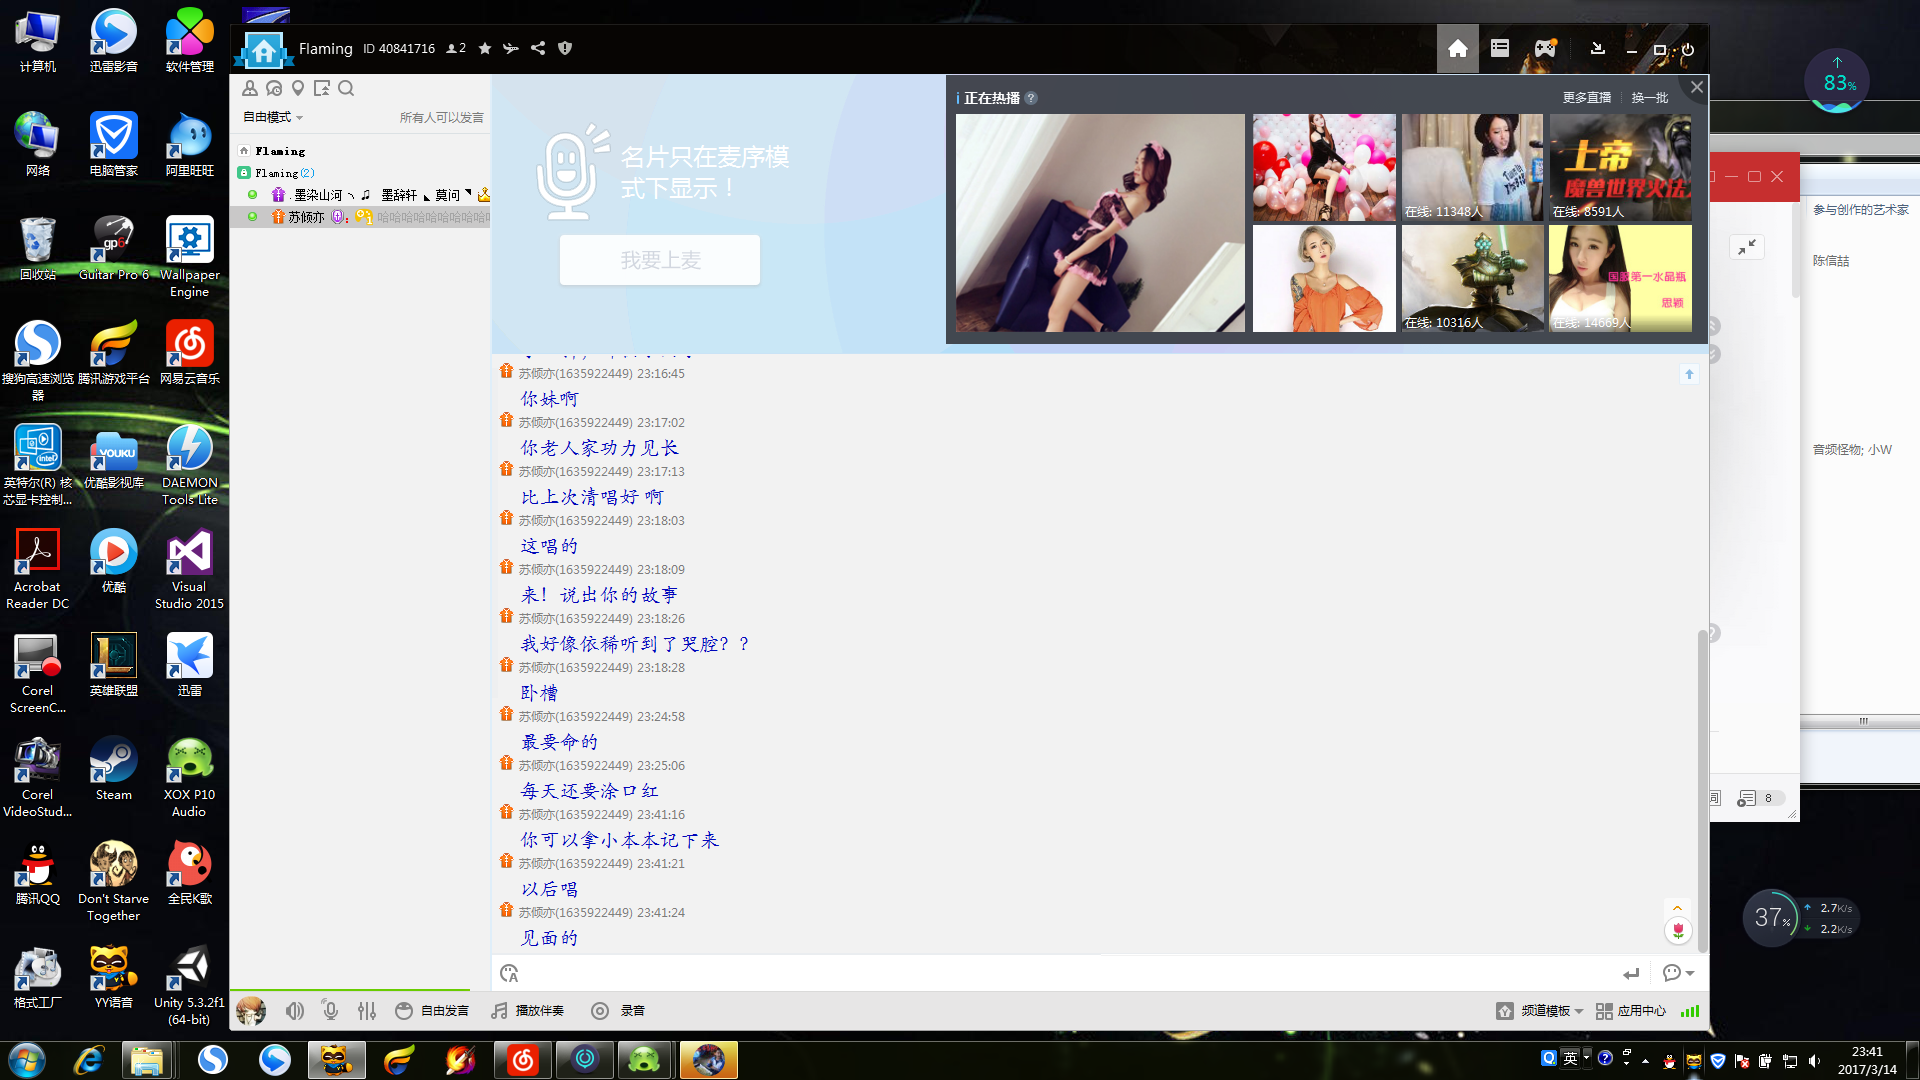 计算机
迅雷影音
软件管理
网络
电脑管家
阿里旺旺
回收站
Guitar Pro 6
Wallpaper
Engine
搜狗高速浏览
器
腾讯游戏平台
网易云音乐
英特尔(R) 核
芯显卡控制...
优酷影视库
DAEMON
Tools Lite
Acrobat
Reader DC
优酷
Visual
Studio 2015
Corel
ScreenC...
英雄联盟
迅雷
Corel
VideoStud...
Steam
XOX P10
Audio
腾讯QQ
Don't Starve
Together
全民K歌
格式工厂
YY语音
Unity 5.3.2f1
(64-bit)
Flaming ID 40841716 2
自由模式 所有人可以发言
Flaming
Flaming(2)
墨染山河丶 墨辞轩 莫问
苏倾亦 哈哈哈哈哈哈哈哈哈
名片只在麦序模
式下显示！
我要上麦
正在热播 更多直播 换一批
在线: 11348人
上帝
魔兽世界火法
在线: 8591人
在线: 10316人
国服第一水晶瓶
思颖
在线: 14669人
苏倾亦(1635922449) 23:16:45
你妹啊
苏倾亦(1635922449) 23:17:02
你老人家功力见长
苏倾亦(1635922449) 23:17:13
比上次清唱好 啊
苏倾亦(1635922449) 23:18:03
这唱的
苏倾亦(1635922449) 23:18:09
来！说出你的故事
苏倾亦(1635922449) 23:18:26
我好像依稀听到了哭腔？？
苏倾亦(1635922449) 23:18:28
卧槽
苏倾亦(1635922449) 23:24:58
最要命的
苏倾亦(1635922449) 23:25:06
每天还要涂口红
苏倾亦(1635922449) 23:41:16
你可以拿小本本记下来
苏倾亦(1635922449) 23:41:21
以后唱
苏倾亦(1635922449) 23:41:24
见面的
自由发言 播放伴奏 录音
频道模板 应用中心
83%
参与创作的艺术家
陈信喆
音频怪物; 小W
词 8
37%
2.7K/s
2.2K/s
英
23:41
2017/3/14